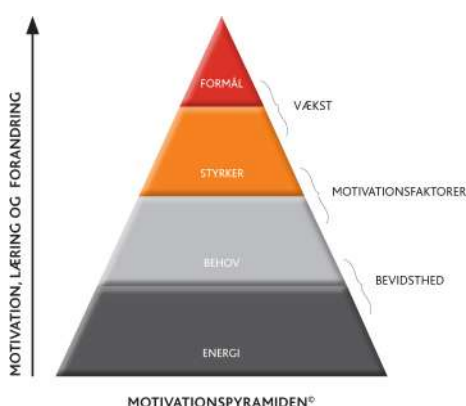 MOTIVATION, LÆRING OG FORANDRING
FORMÅL
VÆKST
STYRKER
MOTIVATIONSFAKTORER
BEHOV
BEVIDSTHED
ENERGI
MOTIVATIONSPYRAMIDEN©